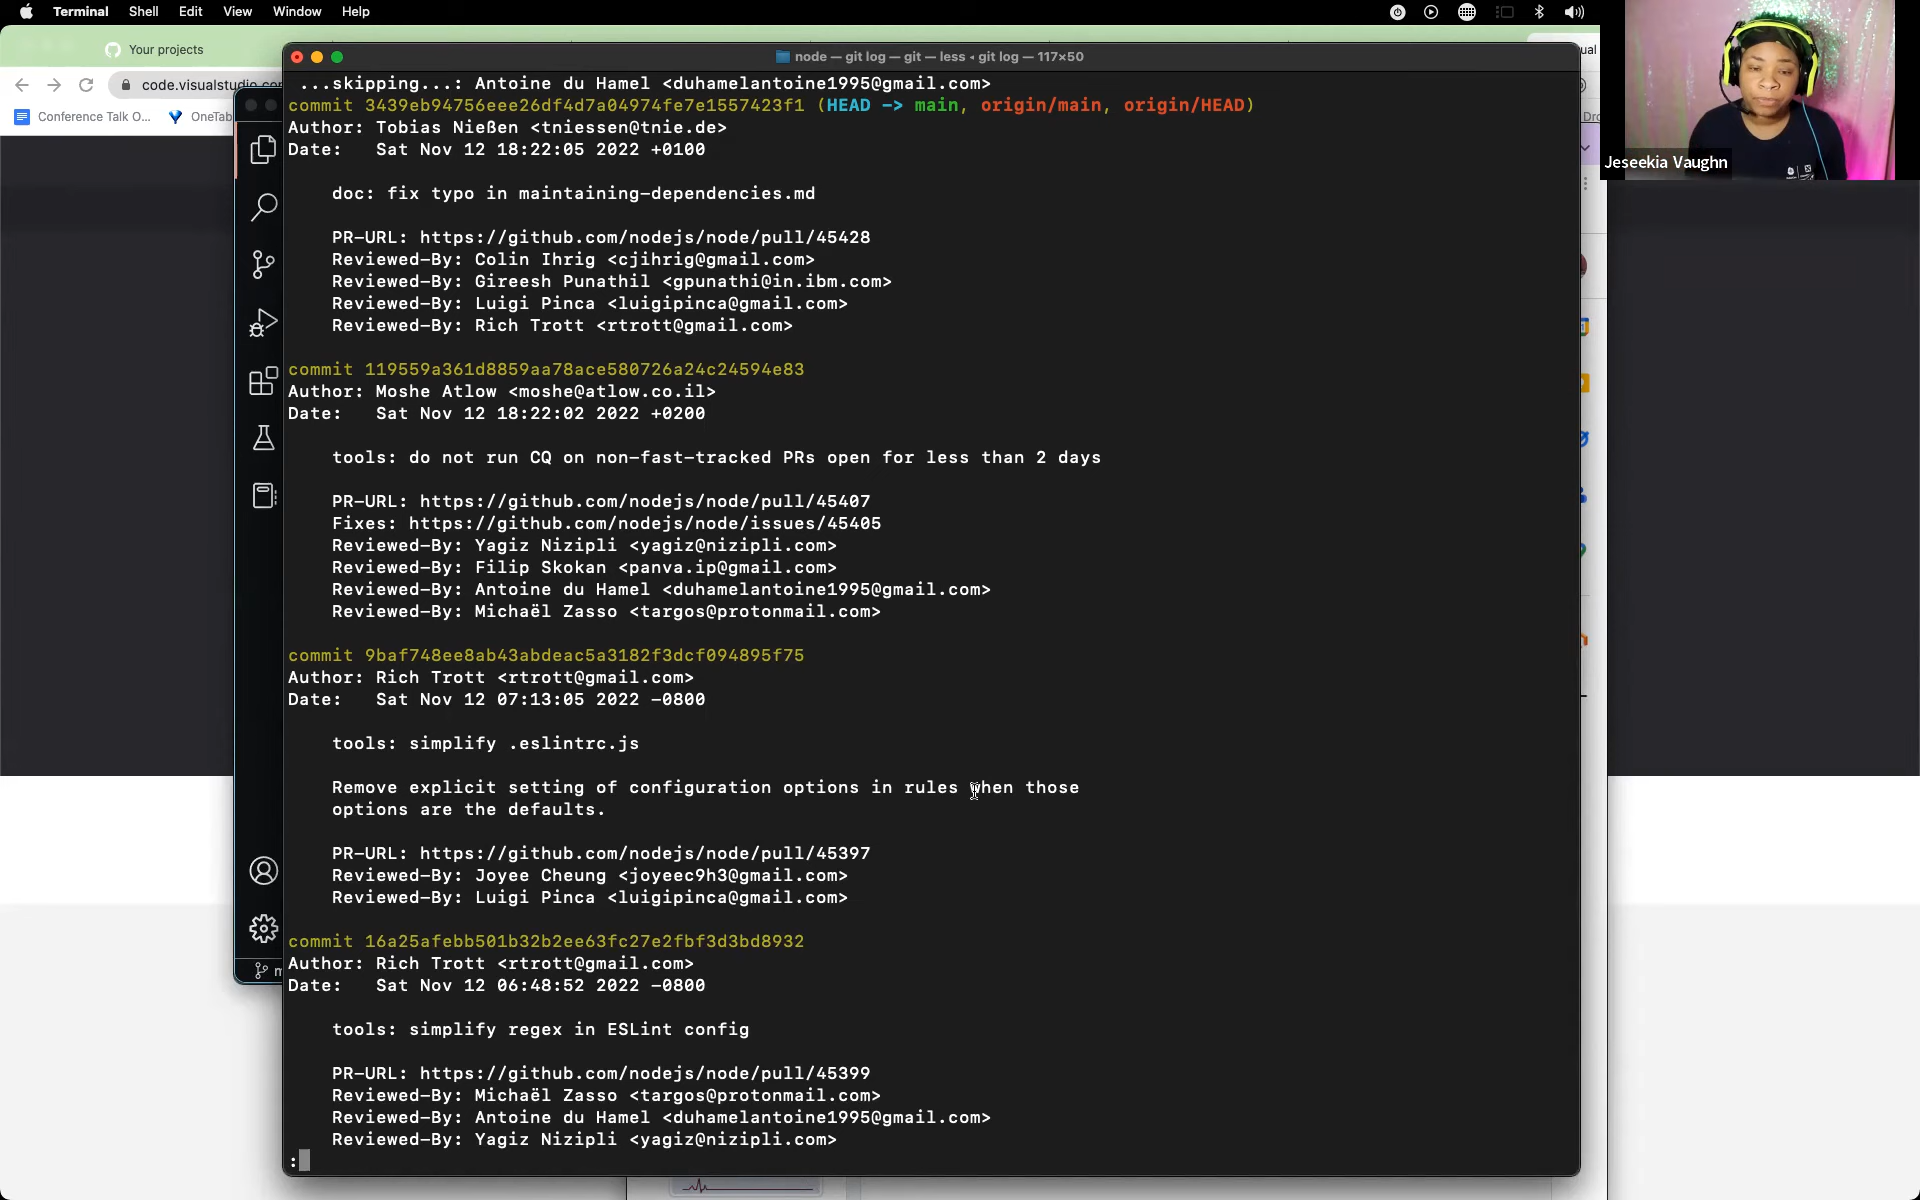 Terminal Shell Edit View Window Help
Your projects
code.visualstudio.com
Conference Talk O...
OneTab
node — git log — git — less ◂ git log — 117×50
...skipping...: Antoine du Hamel <duhamelantoine1995@gmail.com>
commit 3439eb94756eee26df4d7a04974fe7e1557423f1 (HEAD -> main, origin/main, origin/HEAD)
Author: Tobias Nießen <tniessen@tnie.de>
Date:   Sat Nov 12 18:22:05 2022 +0100
doc: fix typo in maintaining-dependencies.md
PR-URL: https://github.com/nodejs/node/pull/45428
Reviewed-By: Colin Ihrig <cjihrig@gmail.com>
Reviewed-By: Gireesh Punathil <gpunathi@in.ibm.com>
Reviewed-By: Luigi Pinca <luigipinca@gmail.com>
Reviewed-By: Rich Trott <rtrott@gmail.com>
commit 119559a361d8859aa78ace580726a24c24594e83
Author: Moshe Atlow <moshe@atlow.co.il>
Date:   Sat Nov 12 18:22:02 2022 +0200
tools: do not run CQ on non-fast-tracked PRs open for less than 2 days
PR-URL: https://github.com/nodejs/node/pull/45407
Fixes: https://github.com/nodejs/node/issues/45405
Reviewed-By: Yagiz Nizipli <yagiz@nizipli.com>
Reviewed-By: Filip Skokan <panva.ip@gmail.com>
Reviewed-By: Antoine du Hamel <duhamelantoine1995@gmail.com>
Reviewed-By: Michaël Zasso <targos@protonmail.com>
commit 9baf748ee8ab43abdeac5a3182f3dcf094895f75
Author: Rich Trott <rtrott@gmail.com>
Date:   Sat Nov 12 07:13:05 2022 -0800
tools: simplify .eslintrc.js
Remove explicit setting of configuration options in rules when those
options are the defaults.
PR-URL: https://github.com/nodejs/node/pull/45397
Reviewed-By: Joyee Cheung <joyeec9h3@gmail.com>
Reviewed-By: Luigi Pinca <luigipinca@gmail.com>
commit 16a25afebb501b32b2ee63fc27e2fbf3d3bd8932
Author: Rich Trott <rtrott@gmail.com>
Date:   Sat Nov 12 06:48:52 2022 -0800
tools: simplify regex in ESLint config
PR-URL: https://github.com/nodejs/node/pull/45399
Reviewed-By: Michaël Zasso <targos@protonmail.com>
Reviewed-By: Antoine du Hamel <duhamelantoine1995@gmail.com>
Reviewed-By: Yagiz Nizipli <yagiz@nizipli.com>
:
Jeseekia Vaughn